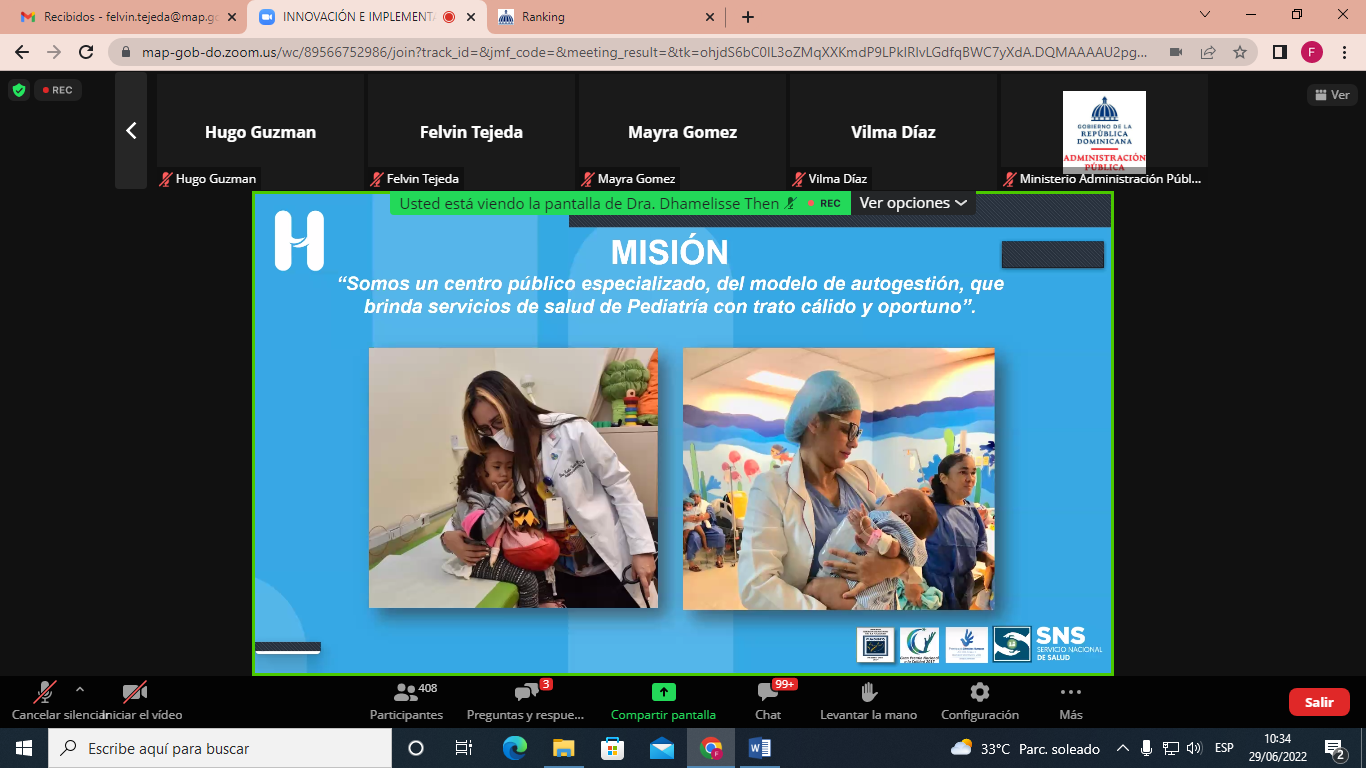 Recibidos - felvin.tejeda@map.go
INNOVACIÓN E IMPLEMENTA
Ranking
map-gob-do.zoom.us/wc/89566752986/join?track_id=&jmf_code=&meeting_result=&tk=
F
REC
Ver
Hugo Guzman
Felvin Tejeda
Mayra Gomez
Vilma Díaz
GOBIERNO DE LA
REPÚBLICA
DOMINICANA
ADMINISTRACIÓN
PÚBLICA
Hugo Guzman
Felvin Tejeda
Mayra Gomez
Vilma Díaz
Ministerio Administración Públ...
Usted está viendo la pantalla de Dra. Dhamelisse Then
REC
Ver opciones
H
MISIÓN
“Somos un centro público especializado, del modelo de autogestión, que
brinda servicios de salud de Pediatría con trato cálido y oportuno”.
SNS
SERVICIO NACIONAL
DE SALUD
Cancelar silenciar
Iniciar el vídeo
408
Participantes
3
Preguntas y respue...
Compartir pantalla
99+
Chat
Levantar la mano
Configuración
Más
Salir
Escribe aquí para buscar
33°C Parc. soleado
ESP
10:34
29/06/2022
2